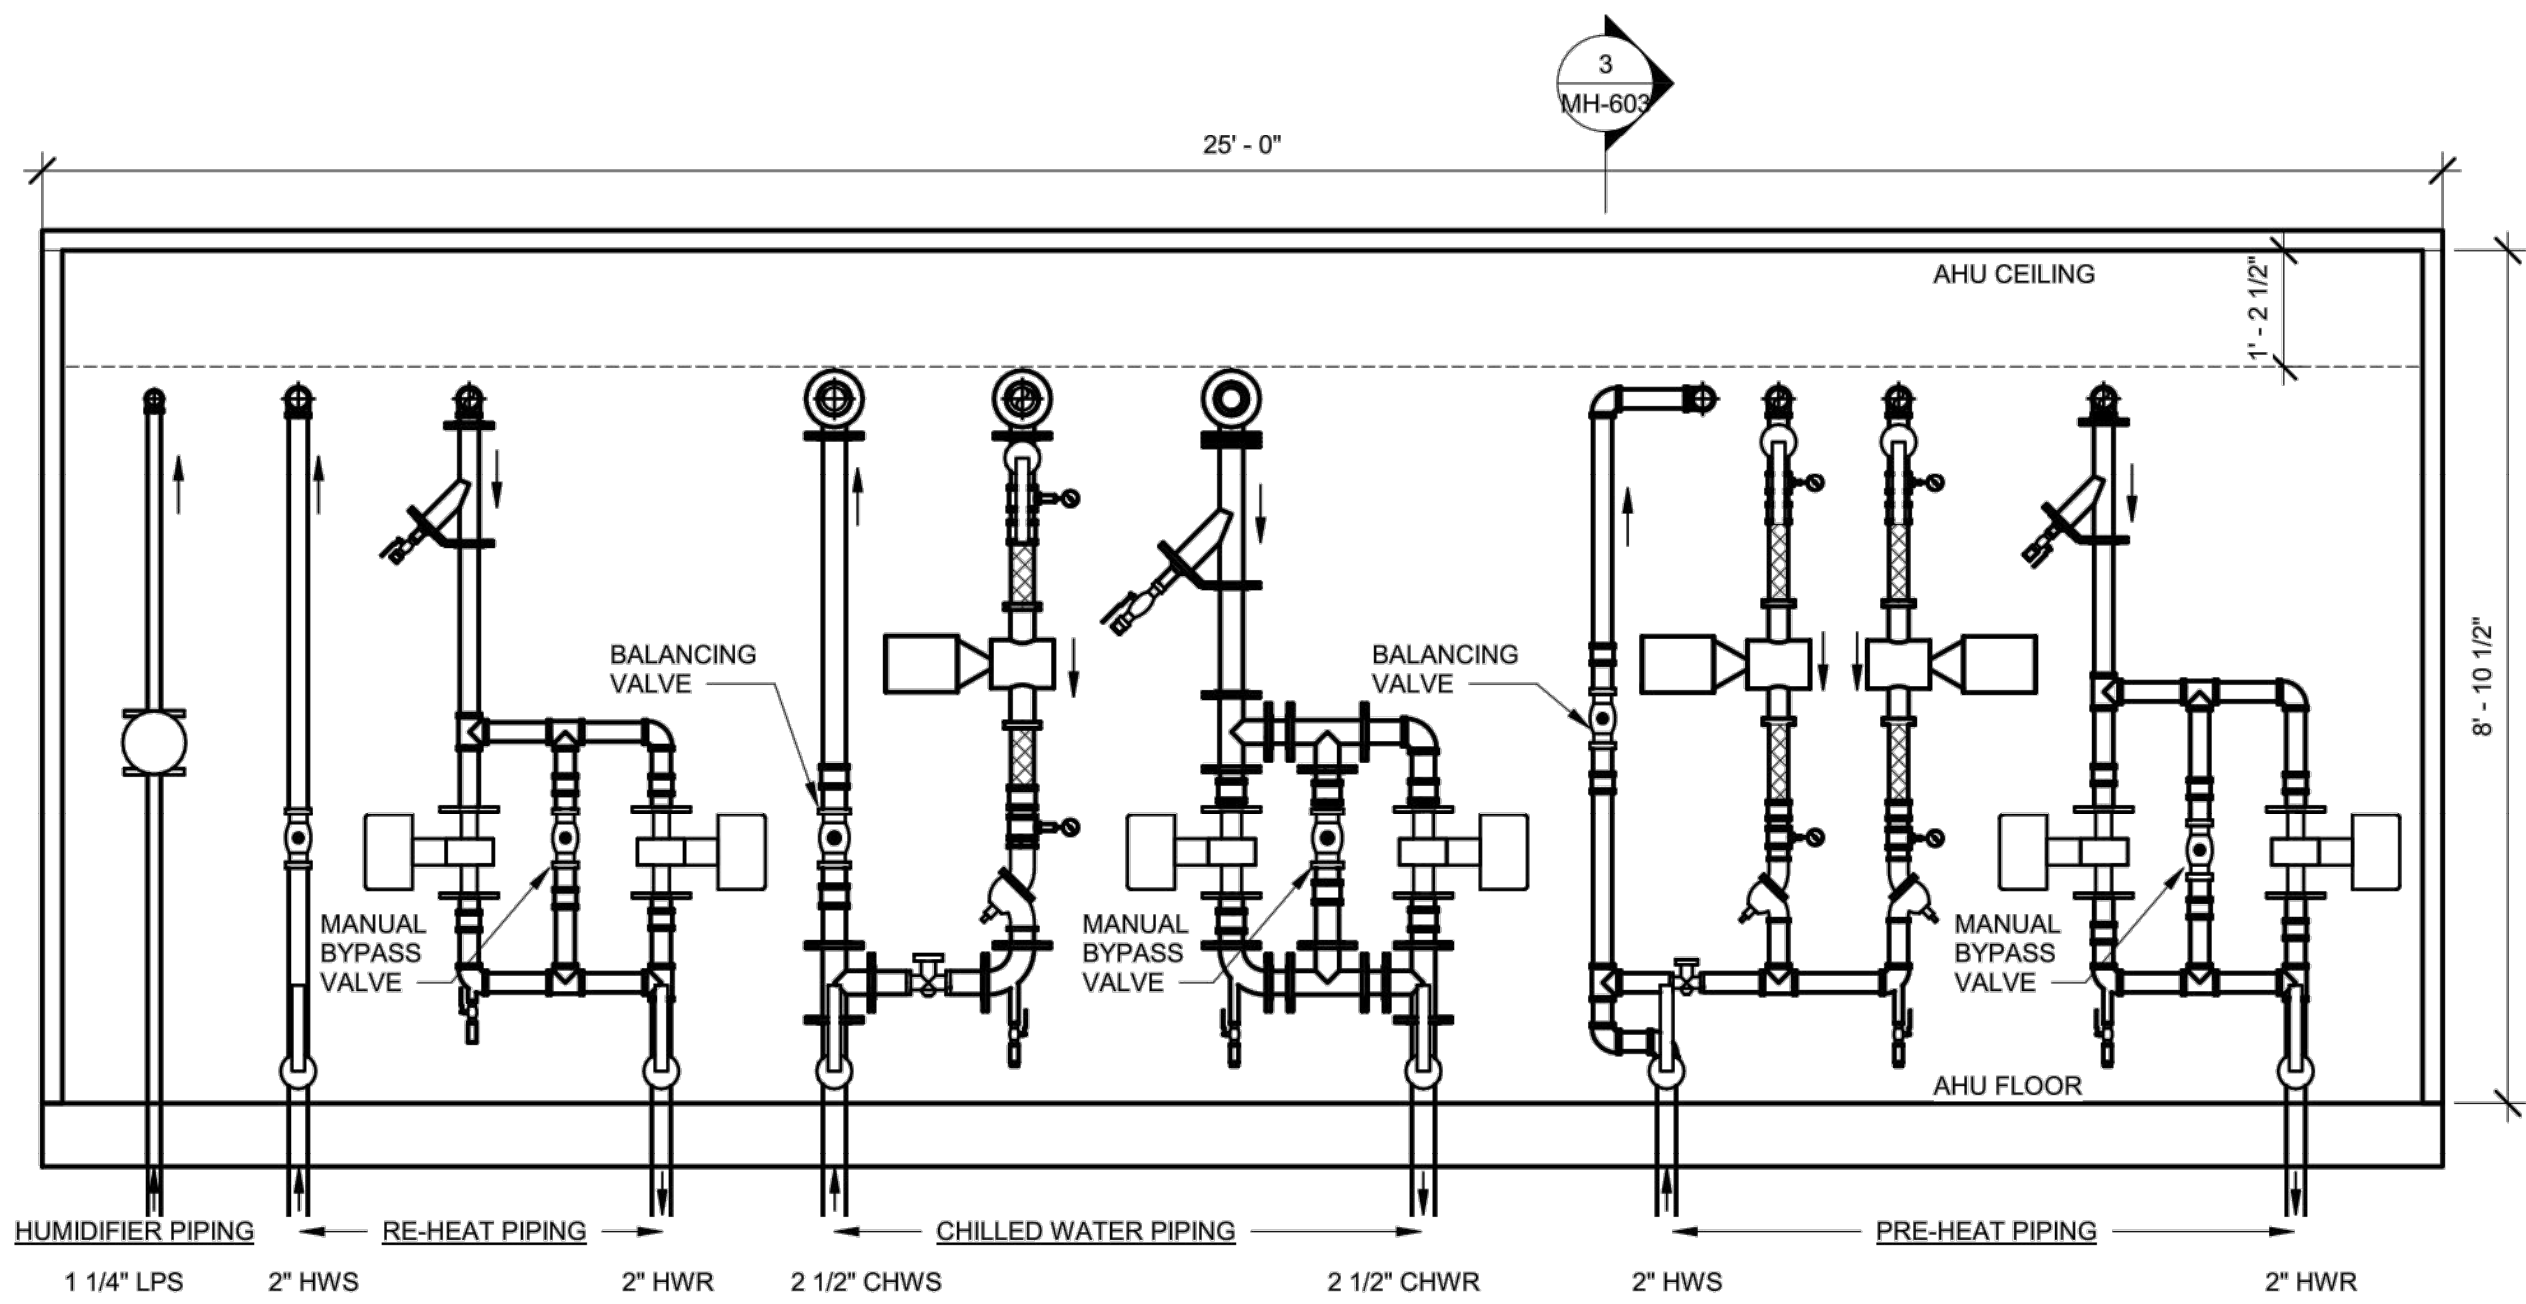 3
MH-603
25' - 0"
AHU CEILING
1' - 2 1/2"
8' - 10 1/2"
BALANCING
VALVE
BALANCING
VALVE
MANUAL
BYPASS
VALVE
MANUAL
BYPASS
VALVE
MANUAL
BYPASS
VALVE
AHU FLOOR
HUMIDIFIER PIPING
RE-HEAT PIPING
CHILLED WATER PIPING
PRE-HEAT PIPING
1 1/4" LPS
2" HWS
2" HWR
2 1/2" CHWS
2 1/2" CHWR
2" HWS
2" HWR